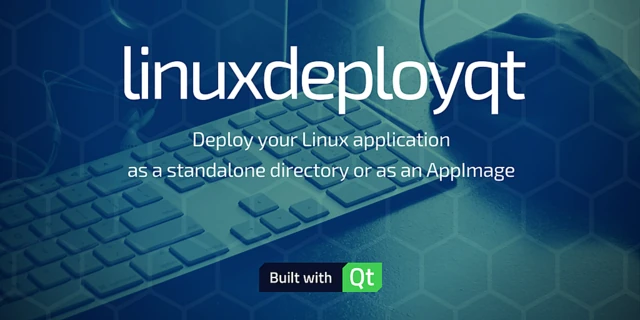 linuxdeployqt
Deploy your Linux application
as a standalone directory or as an AppImage
Built with Qt